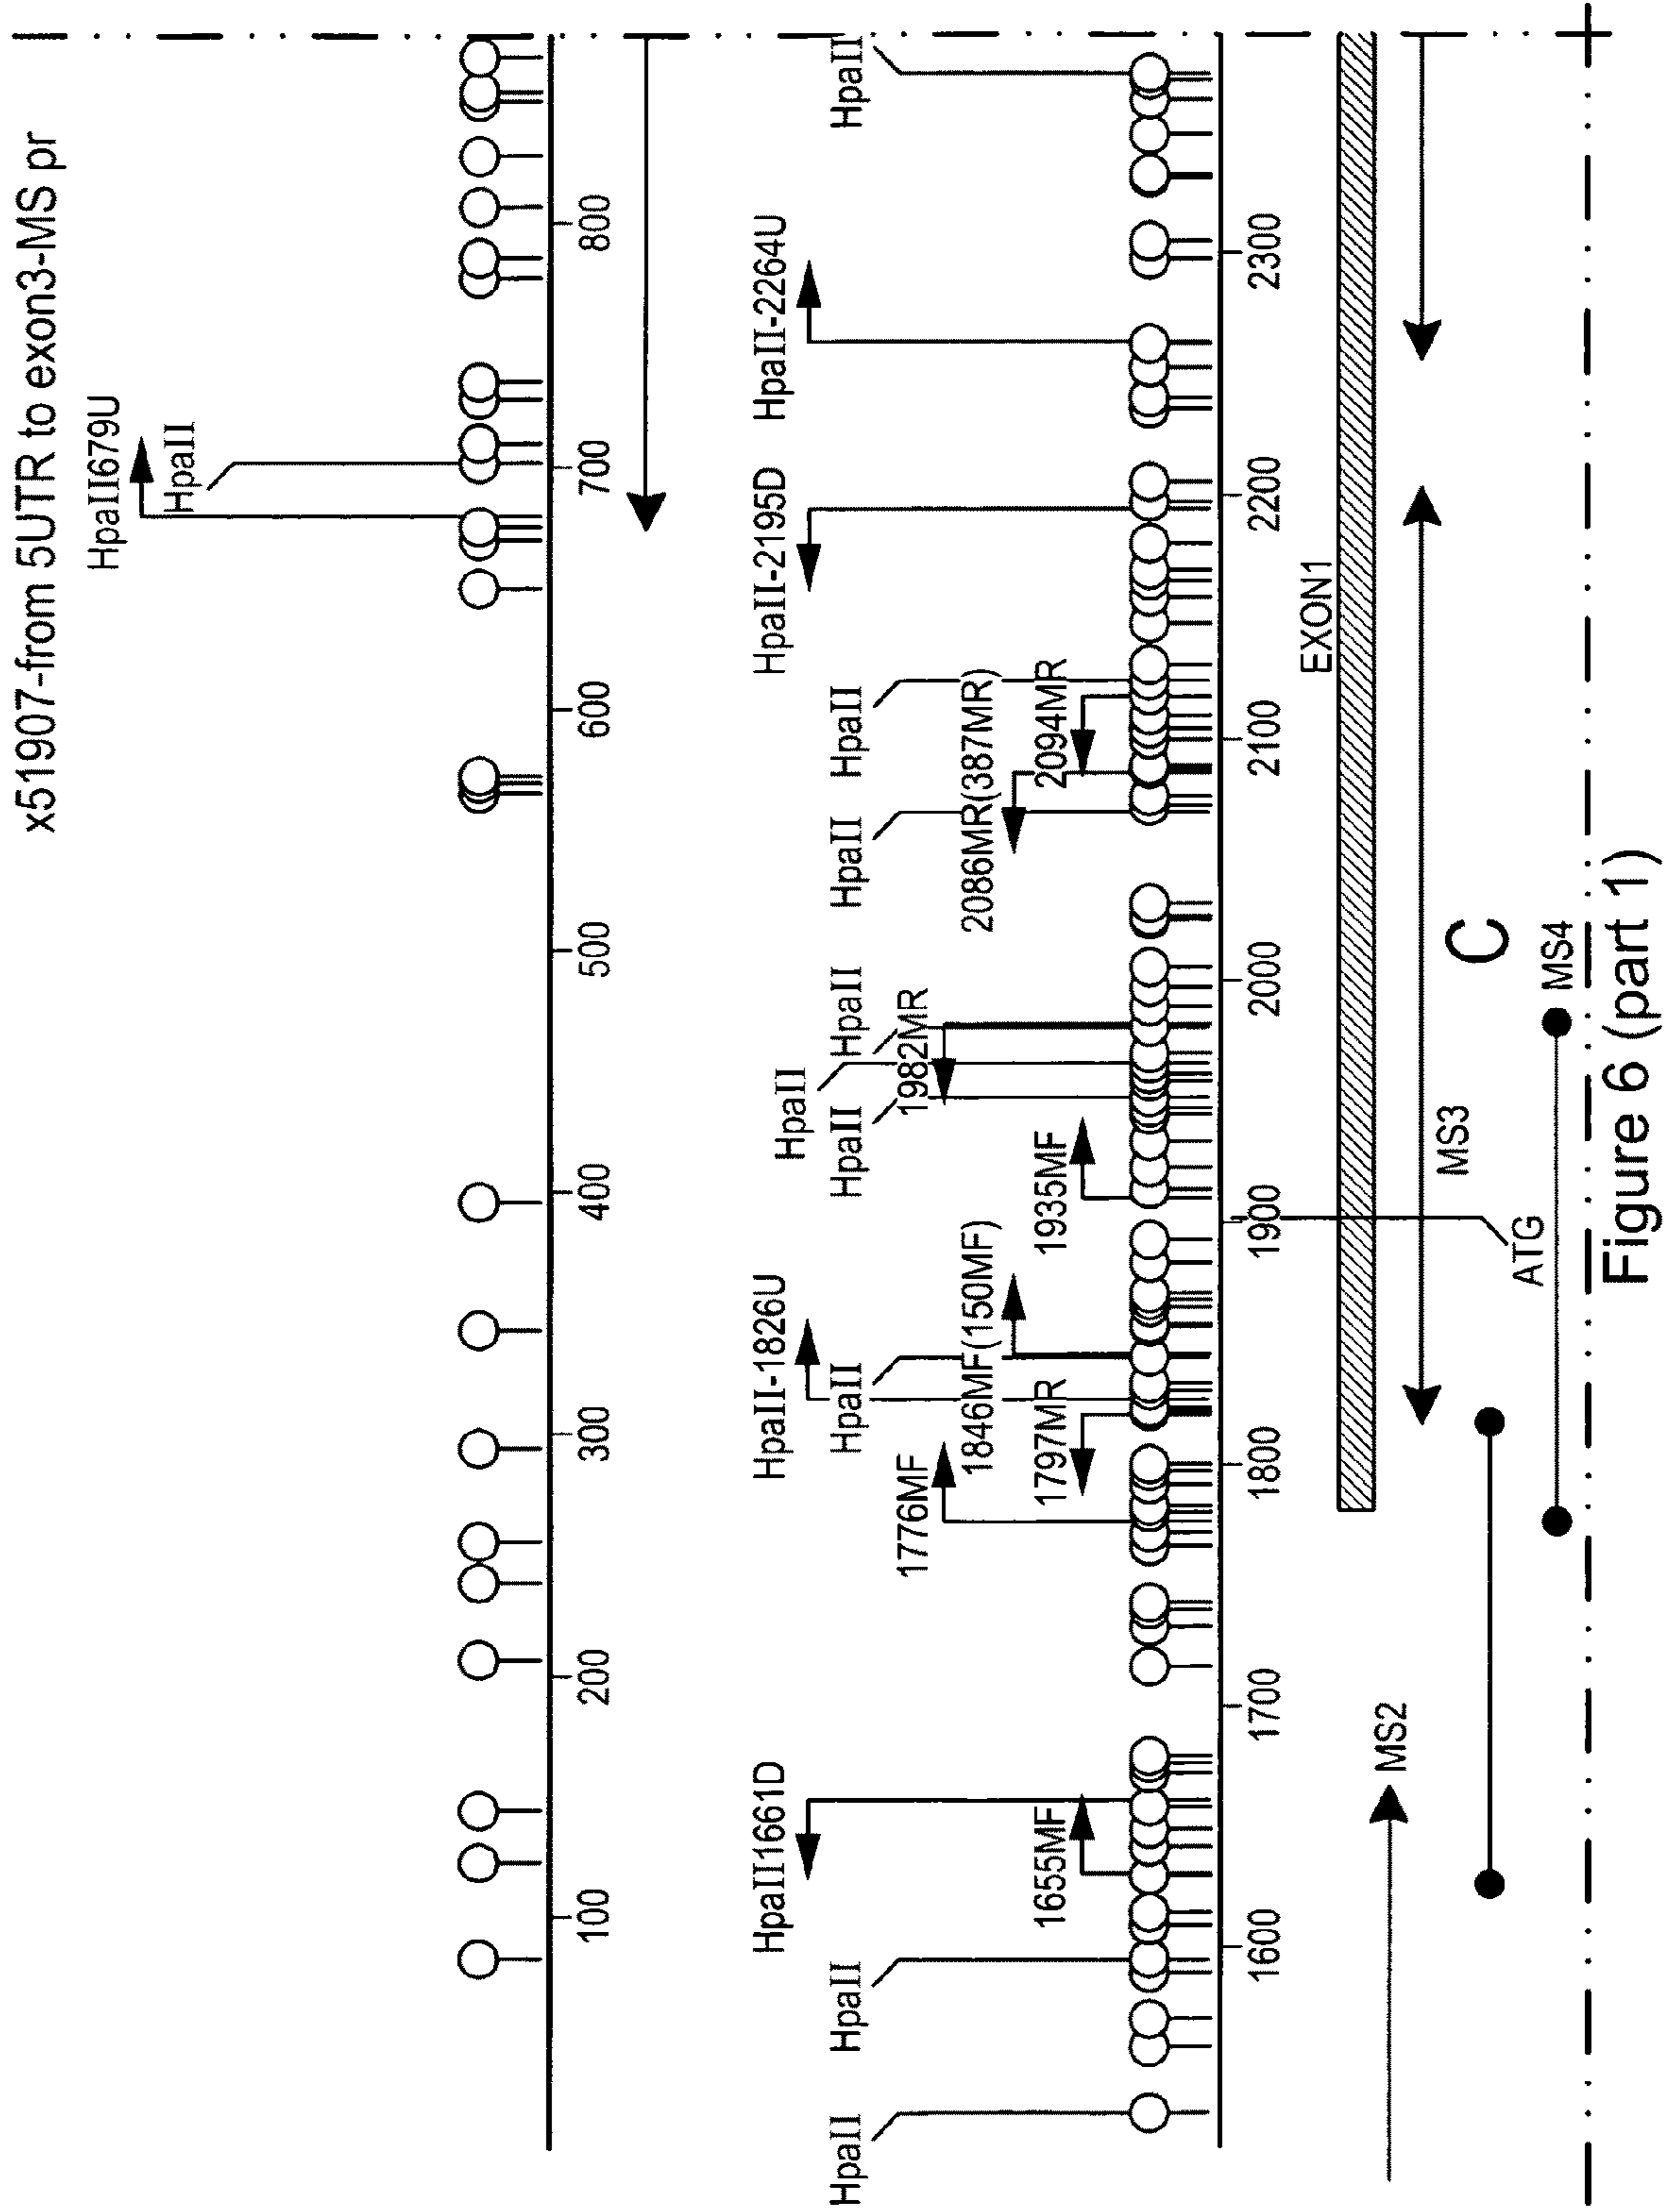 x51907-from 5UTR to exon3-MS pr
HpaII679U
HpaII
100 200 300 400 500 600 700 800
HpaII1661D
HpaII-1826U
HpaII-2195D
HpaII-2264U
HpaII
HpaII
HpaII
HpaII
HpaII
HpaII
HpaII
HpaII
HpaII
1776MF
1982MR
1846MF(150MF)
2086MR(387MR)
1655MF
1797MR
1935MF
2094MR
1600 1700 1800 1900 2000 2100 2200 2300
EXON1
MS2
MS3
C
ATG
MS4
Figure 6 (part 1)